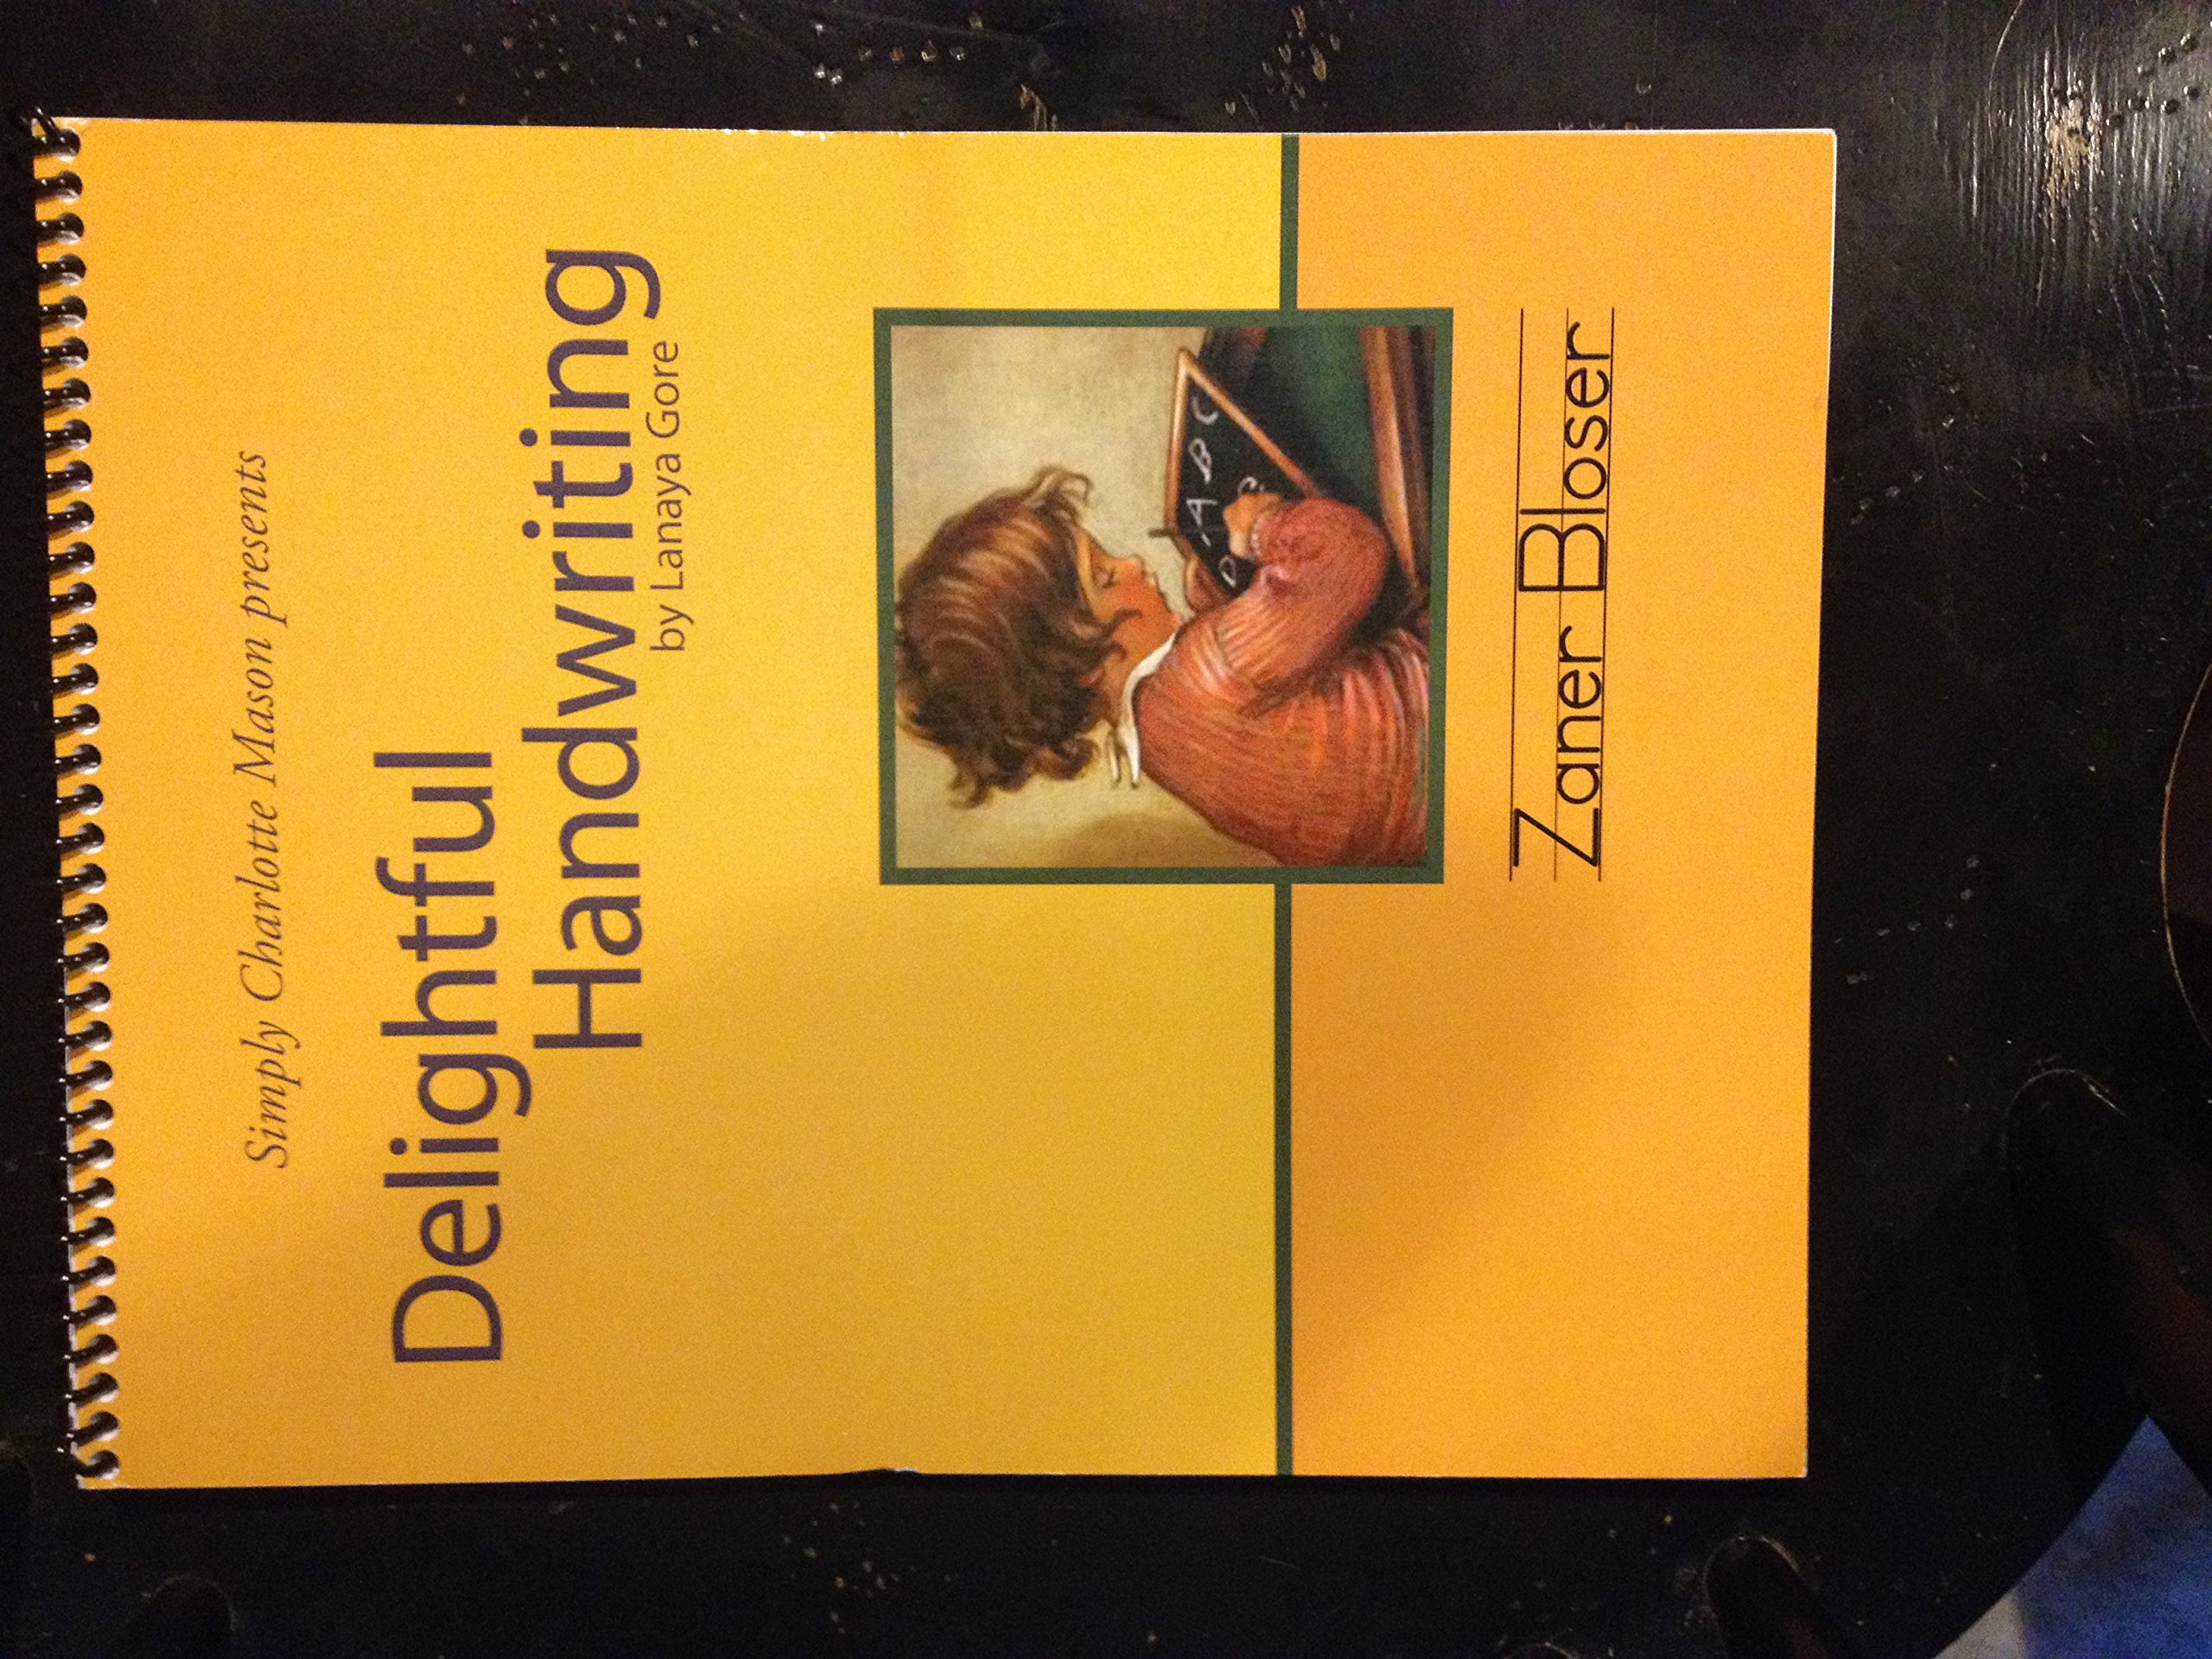 Simply Charlotte Mason presents
Delightful
Handwriting
by Lanaya Gore
A B C
D
Zaner Bloser